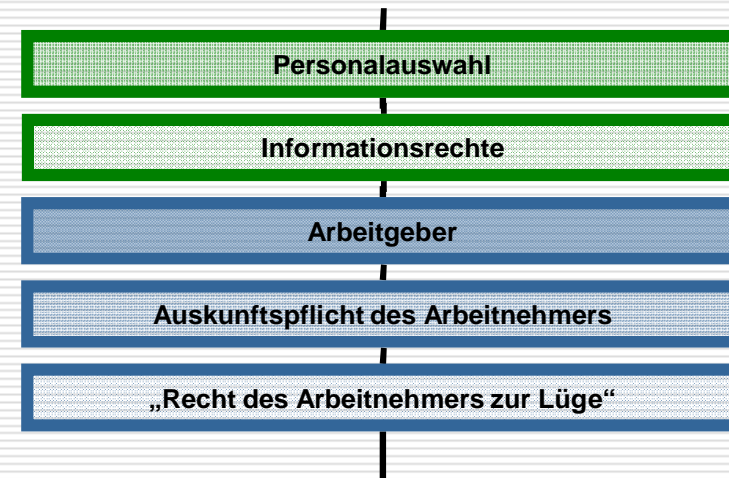 Personalauswahl
Informationsrechte
Arbeitgeber
Auskunftspflicht des Arbeitnehmers
„Recht des Arbeitnehmers zur Lüge“